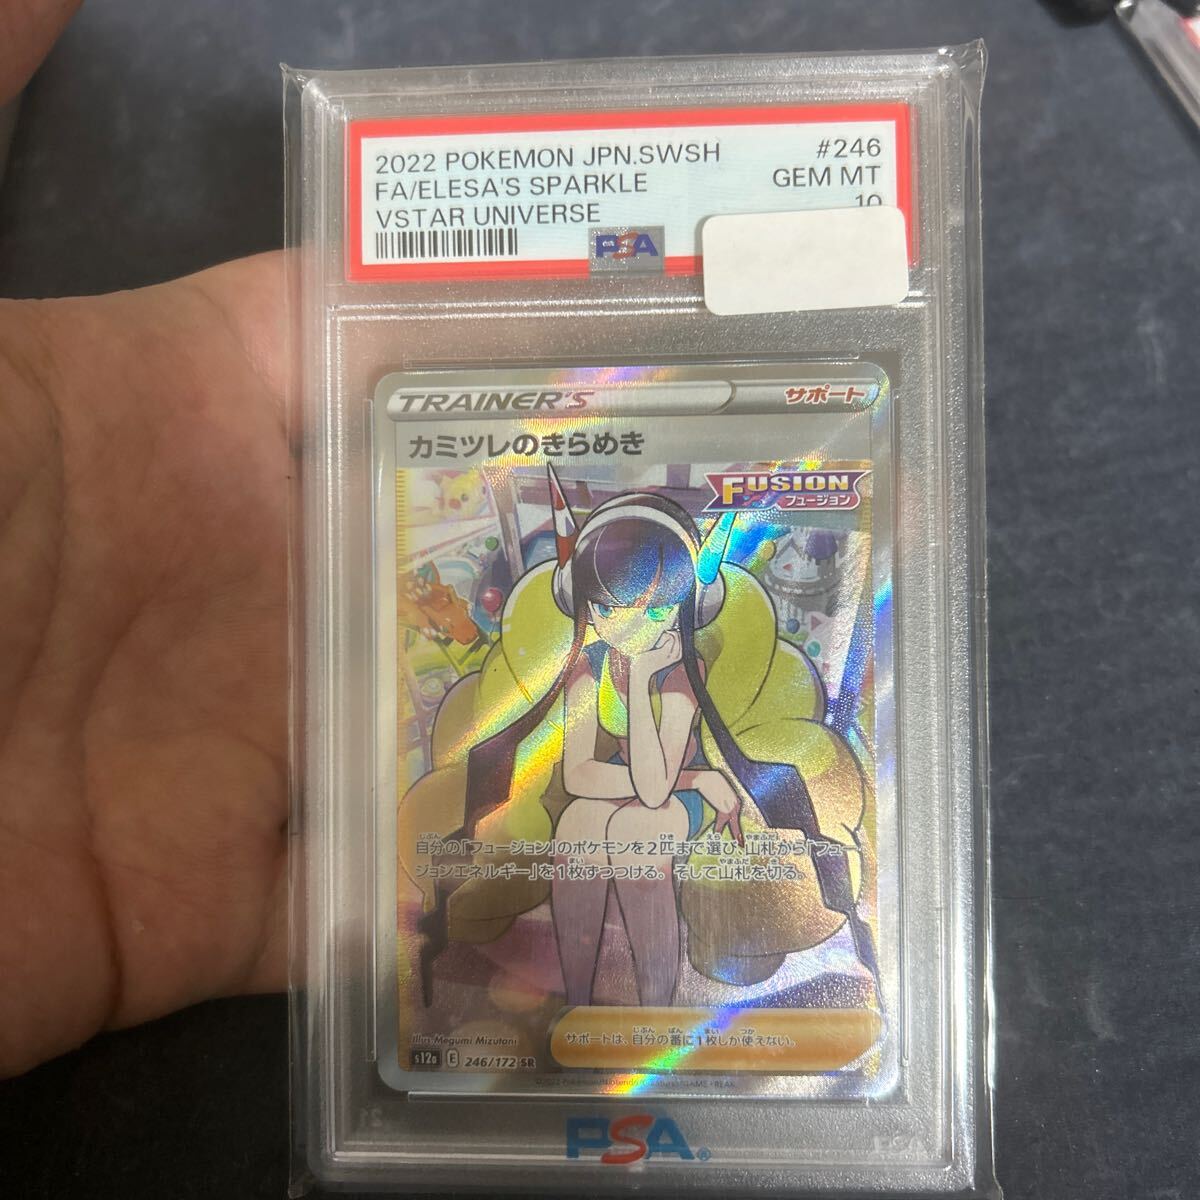 2022 POKEMON JPN.SWSH #246
FA/ELESA'S SPARKLE GEM MT
VSTAR UNIVERSE 10
PSA
TRAINER'S サポート
カミツレのきらめき
FUSION
フュージョン
自分の「フュージョン」のポケモンを2匹まで選び、山札から「フュー
ジョンエネルギー」を1枚ずつつける。そして山札を切る。
サポートは、自分の番に1枚しか使えない。
Illus. Megumi Mizutani
s12a E 246/172 SR
PSA®